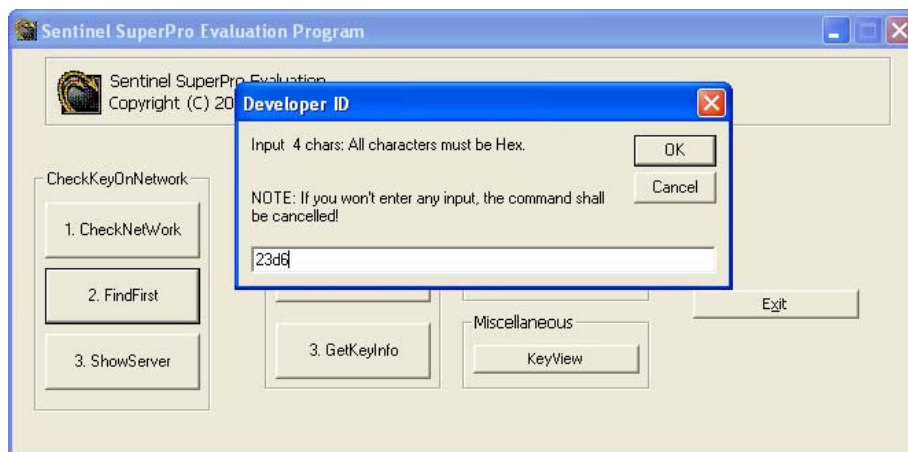 Sentinel SuperPro Evaluation Program
Sentinel SuperPro Evaluation
Copyright (C) 20
Developer ID
Input 4 chars: All characters must be Hex.
OK
Cancel
NOTE: If you won't enter any input, the command shall
be cancelled!
23d6
CheckKeyOnNetwork
1. CheckNetWork
2. FindFirst
3. ShowServer
3. GetKeyInfo
Miscellaneous
KeyView
Exit